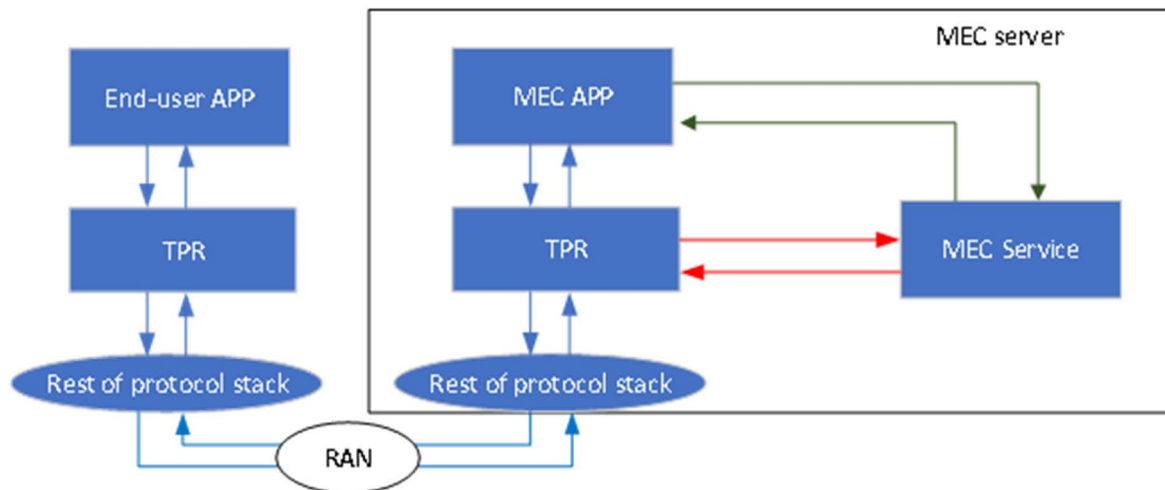 MEC server
End-user APP
MEC APP
TPR
TPR
MEC Service
Rest of protocol stack
Rest of protocol stack
RAN